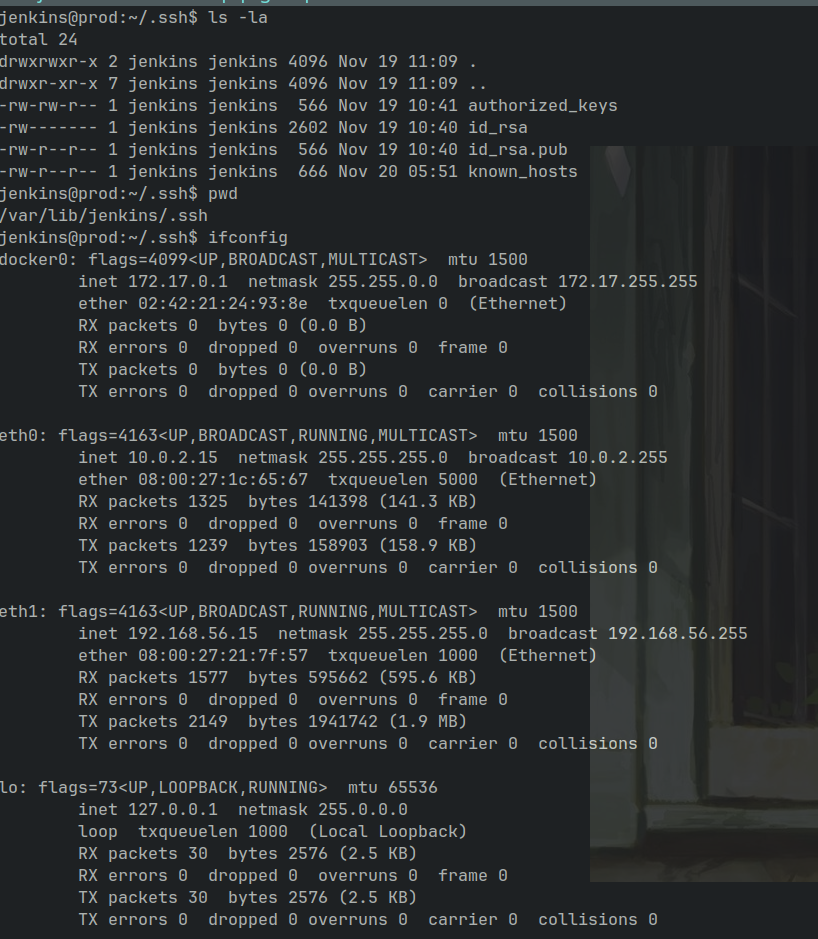 jenkins@prod:~/.ssh$ ls -la
total 24
drwxrwxr-x 2 jenkins jenkins 4096 Nov 19 11:09 .
drwxr-xr-x 7 jenkins jenkins 4096 Nov 19 11:09 ..
-rw-rw-r-- 1 jenkins jenkins  566 Nov 19 10:41 authorized_keys
-rw------- 1 jenkins jenkins 2602 Nov 19 10:40 id_rsa
-rw-r--r-- 1 jenkins jenkins  566 Nov 19 10:40 id_rsa.pub
-rw-r--r-- 1 jenkins jenkins  666 Nov 20 05:51 known_hosts
jenkins@prod:~/.ssh$ pwd
/var/lib/jenkins/.ssh
jenkins@prod:~/.ssh$ ifconfig
docker0: flags=4099<UP,BROADCAST,MULTICAST>  mtu 1500
        inet 172.17.0.1  netmask 255.255.0.0  broadcast 172.17.255.255
        ether 02:42:21:24:93:8e  txqueuelen 0  (Ethernet)
        RX packets 0  bytes 0 (0.0 B)
        RX errors 0  dropped 0  overruns 0  frame 0
        TX packets 0  bytes 0 (0.0 B)
        TX errors 0  dropped 0 overruns 0  carrier 0  collisions 0

eth0: flags=4163<UP,BROADCAST,RUNNING,MULTICAST>  mtu 1500
        inet 10.0.2.15  netmask 255.255.255.0  broadcast 10.0.2.255
        ether 08:00:27:1c:65:67  txqueuelen 5000  (Ethernet)
        RX packets 1325  bytes 141398 (141.3 KB)
        RX errors 0  dropped 0  overruns 0  frame 0
        TX packets 1239  bytes 158903 (158.9 KB)
        TX errors 0  dropped 0 overruns 0  carrier 0  collisions 0

eth1: flags=4163<UP,BROADCAST,RUNNING,MULTICAST>  mtu 1500
        inet 192.168.56.15  netmask 255.255.255.0  broadcast 192.168.56.255
        ether 08:00:27:21:7f:57  txqueuelen 1000  (Ethernet)
        RX packets 1577  bytes 595662 (595.6 KB)
        RX errors 0  dropped 0  overruns 0  frame 0
        TX packets 2149  bytes 1941742 (1.9 MB)
        TX errors 0  dropped 0 overruns 0  carrier 0  collisions 0

lo: flags=73<UP,LOOPBACK,RUNNING>  mtu 65536
        inet 127.0.0.1  netmask 255.0.0.0
        loop  txqueuelen 1000  (Local Loopback)
        RX packets 30  bytes 2576 (2.5 KB)
        RX errors 0  dropped 0  overruns 0  frame 0
        TX packets 30  bytes 2576 (2.5 KB)
        TX errors 0  dropped 0 overruns 0  carrier 0  collisions 0